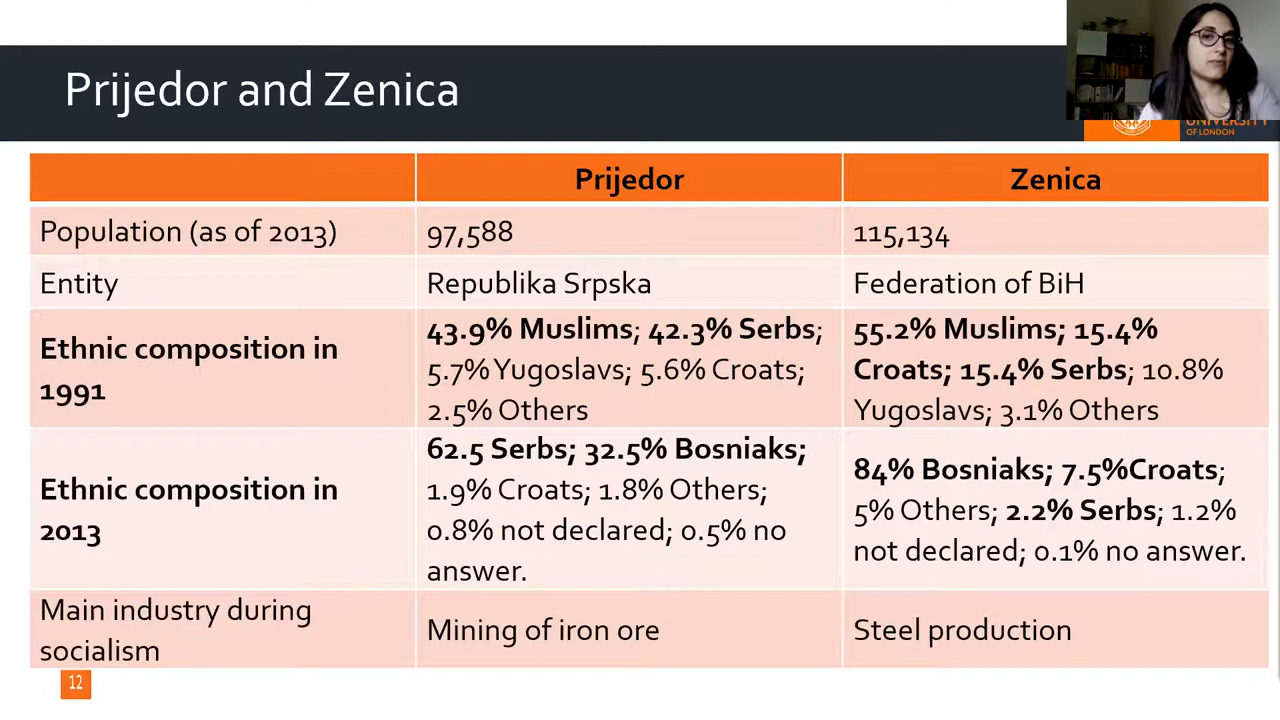 Prijedor and Zenica
UNIVERSITY
OF LONDON
Prijedor
Zenica
Population (as of 2013)
97,588
115,134
Entity
Republika Srpska
Federation of BiH
Ethnic composition in
1991
43.9% Muslims; 42.3% Serbs;
5.7% Yugoslavs; 5.6% Croats;
2.5% Others
55.2% Muslims; 15.4%
Croats; 15.4% Serbs; 10.8%
Yugoslavs; 3.1% Others
Ethnic composition in
2013
62.5 Serbs; 32.5% Bosniaks;
1.9% Croats; 1.8% Others;
0.8% not declared; 0.5% no
answer.
84% Bosniaks; 7.5%Croats;
5% Others; 2.2% Serbs; 1.2%
not declared; 0.1% no answer.
Main industry during
socialism
Mining of iron ore
Steel production
12